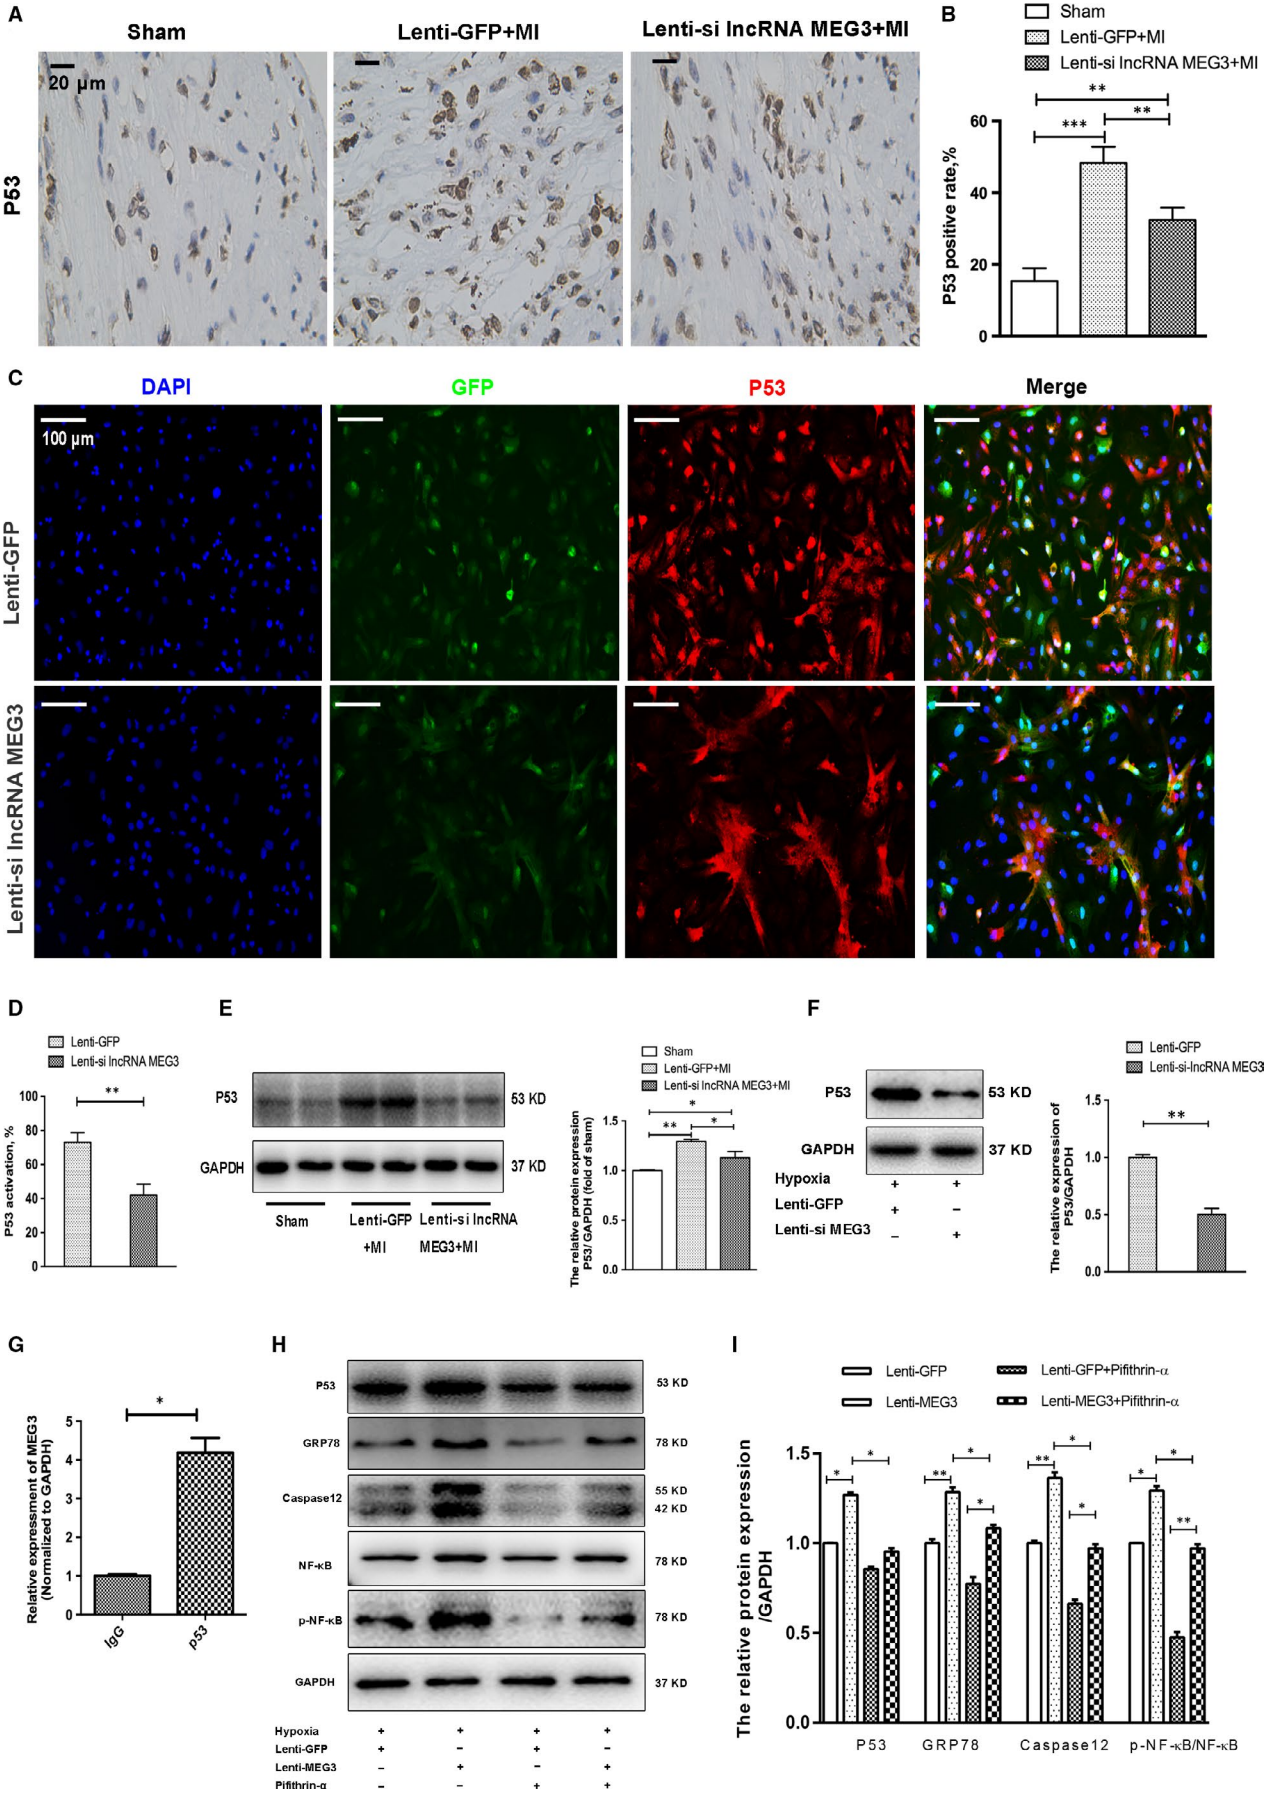 A
Sham
Lenti-GFP+MI
Lenti-si lncRNA MEG3+MI
20 µm
P53
B
Sham
Lenti-GFP+MI
Lenti-si lncRNA MEG3+MI
**
***
**
P53 positive rate,%
60
40
20
0
C
DAPI
GFP
P53
Merge
100 µm
Lenti-GFP
Lenti-si lncRNA MEG3
D
Lenti-GFP
Lenti-si lncRNA MEG3
**
P53 activation, %
100
80
60
40
20
0
E
P53
53 KD
GAPDH
37 KD
Sham
Lenti-GFP
+MI
Lenti-si lncRNA
MEG3+MI
Sham
Lenti-GFP+MI
Lenti-si lncRNA MEG3+MI
*
**
*
The relative protein expression
P53/ GAPDH (fold of sham)
1.5
1.0
0.5
0.0
F
P53
53 KD
GAPDH
37 KD
Hypoxia + +
Lenti-GFP + –
Lenti-si MEG3 – +
Lenti-GFP
Lenti-si-lncRNA MEG3
**
The relative expression of
P53/GAPDH
1.5
1.0
0.5
0.0
G
*
Relative expressment of MEG3
(Normalized to GAPDH)
5
4
3
2
1
0
IgG
p53
H
P53
53 KD
GRP78
78 KD
Caspase12
55 KD
42 KD
NF-κB
78 KD
p-NF-κB
78 KD
GAPDH
37 KD
Hypoxia + + + +
Lenti-GFP + – + –
Lenti-MEG3 – + – +
Pifithrin-α – – + +
I
Lenti-GFP
Lenti-GFP+Pifithrin-α
Lenti-MEG3
Lenti-MEG3+Pifithrin-α
The relative protein expression
/GAPDH
1.5
1.0
0.5
0.0
* *
** * *
** * *
* * **
P53
GRP78
Caspase12
p-NF-κB/NF-κB